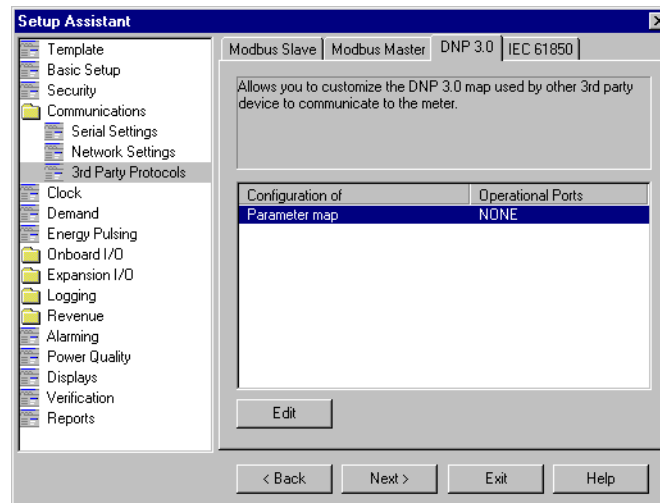 Setup Assistant
Template
Basic Setup
Security
Communications
Serial Settings
Network Settings
3rd Party Protocols
Clock
Demand
Energy Pulsing
Onboard I/O
Expansion I/O
Logging
Revenue
Alarming
Power Quality
Displays
Verification
Reports
Modbus Slave Modbus Master DNP 3.0 IEC 61850
Allows you to customize the DNP 3.0 map used by other 3rd party
device to communicate to the meter.
Configuration of Operational Ports
Parameter map NONE
Edit
< Back Next > Exit Help